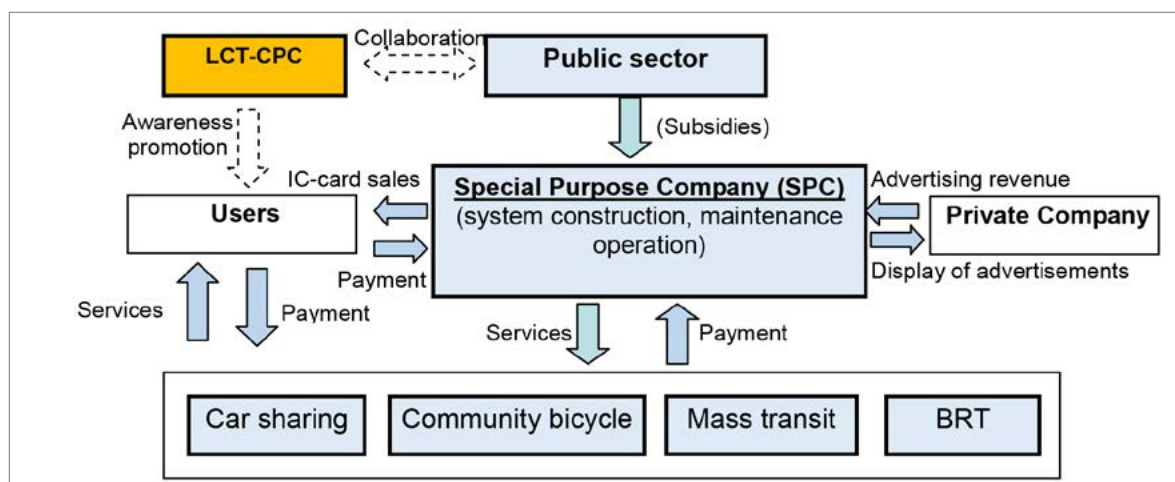 Collaboration
LCT-CPC
Public sector
Awareness
promotion
(Subsidies)
IC-card sales
Special Purpose Company (SPC)
(system construction, maintenance
operation)
Advertising revenue
Users
Private Company
Payment
Display of advertisements
Services
Payment
Services
Payment
Car sharing
Community bicycle
Mass transit
BRT